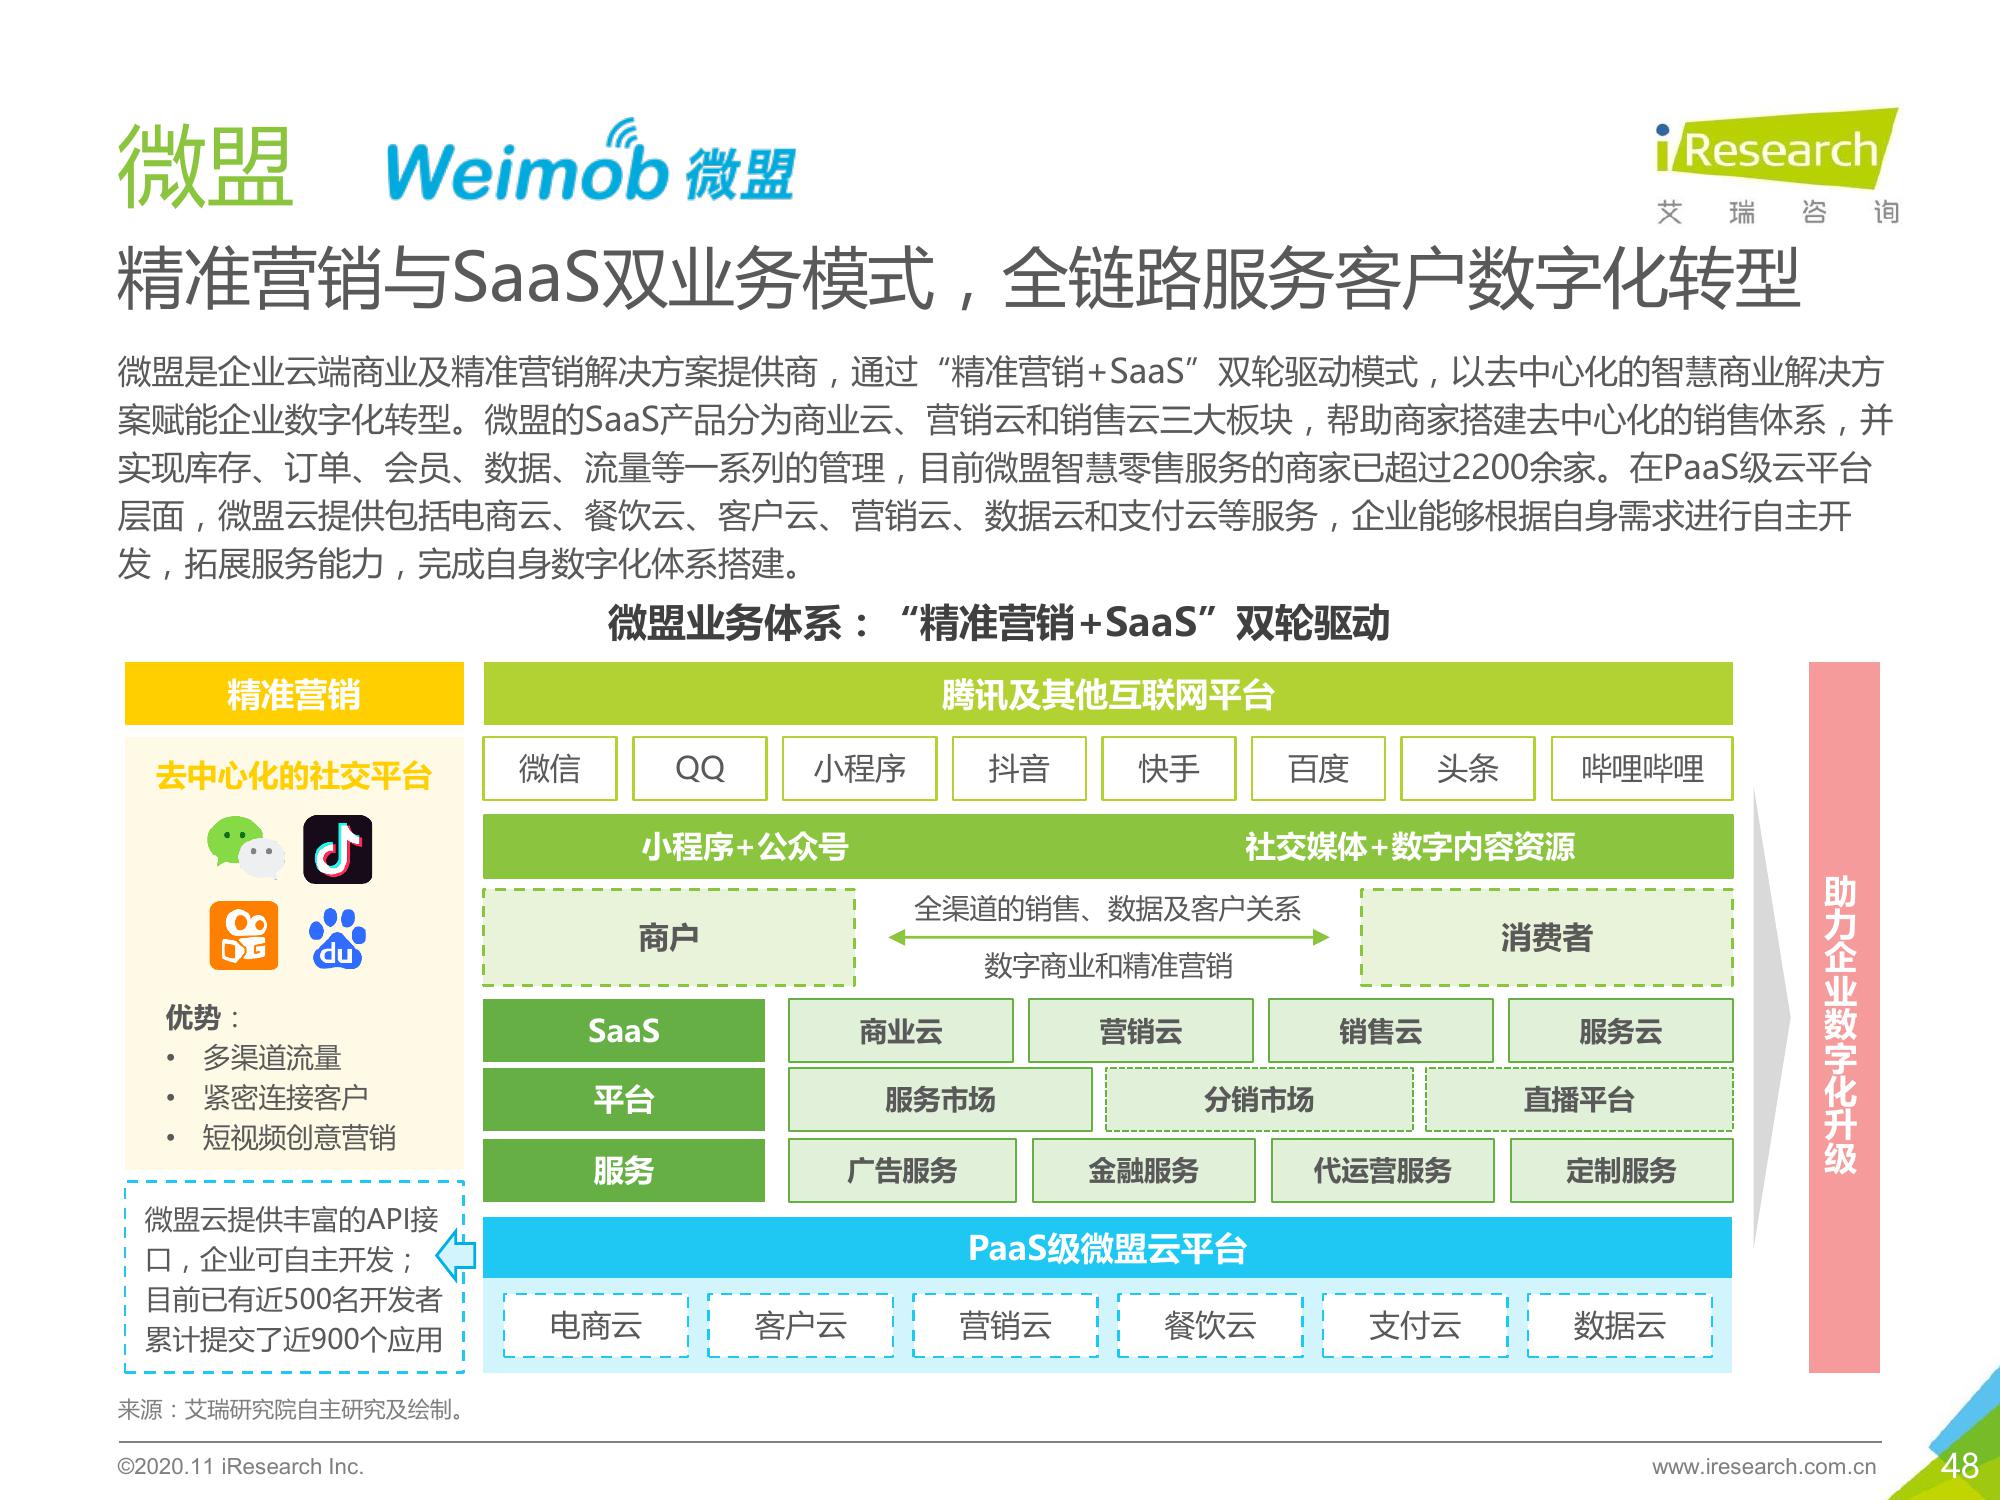 微盟
Weimob 微盟
iResearch
艾瑞咨询
精准营销与SaaS双业务模式，全链路服务客户数字化转型
微盟是企业云端商业及精准营销解决方案提供商，通过“精准营销+SaaS”双轮驱动模式，以去中心化的智慧商业解决方
案赋能企业数字化转型。微盟的SaaS产品分为商业云、营销云和销售云三大板块，帮助商家搭建去中心化的销售体系，并
实现库存、订单、会员、数据、流量等一系列的管理，目前微盟智慧零售服务的商家已超过2200余家。在PaaS级云平台
层面，微盟云提供包括电商云、餐饮云、客户云、营销云、数据云和支付云等服务，企业能够根据自身需求进行自主开
发，拓展服务能力，完成自身数字化体系搭建。
微盟业务体系：“精准营销+SaaS”双轮驱动
精准营销
去中心化的社交平台
du
优势：
• 多渠道流量
• 紧密连接客户
• 短视频创意营销
微盟云提供丰富的API接
口，企业可自主开发；
目前已有近500名开发者
累计提交了近900个应用
腾讯及其他互联网平台
微信 QQ 小程序 抖音 快手 百度 头条 哔哩哔哩
小程序+公众号 社交媒体+数字内容资源
商户
全渠道的销售、数据及客户关系
数字商业和精准营销
消费者
SaaS 商业云 营销云 销售云 服务云
平台 服务市场 分销市场 直播平台
服务 广告服务 金融服务 代运营服务 定制服务
PaaS级微盟云平台
电商云 客户云 营销云 餐饮云 支付云 数据云
助力企业数字化升级
来源：艾瑞研究院自主研究及绘制。
©2020.11 iResearch Inc.
www.iresearch.com.cn
48